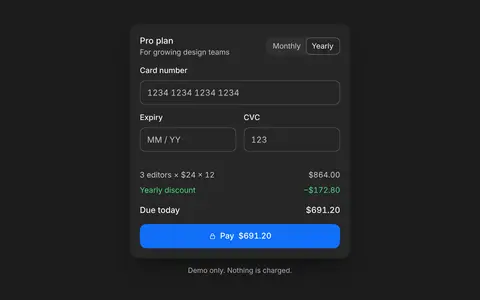 Pro plan
For growing design teams
Monthly
Yearly
Card number
1234 1234 1234 1234
Expiry
CVC
MM / YY
123
3 editors × $24 × 12
$864.00
Yearly discount
−$172.80
Due today
$691.20
Pay $691.20
Demo only. Nothing is charged.